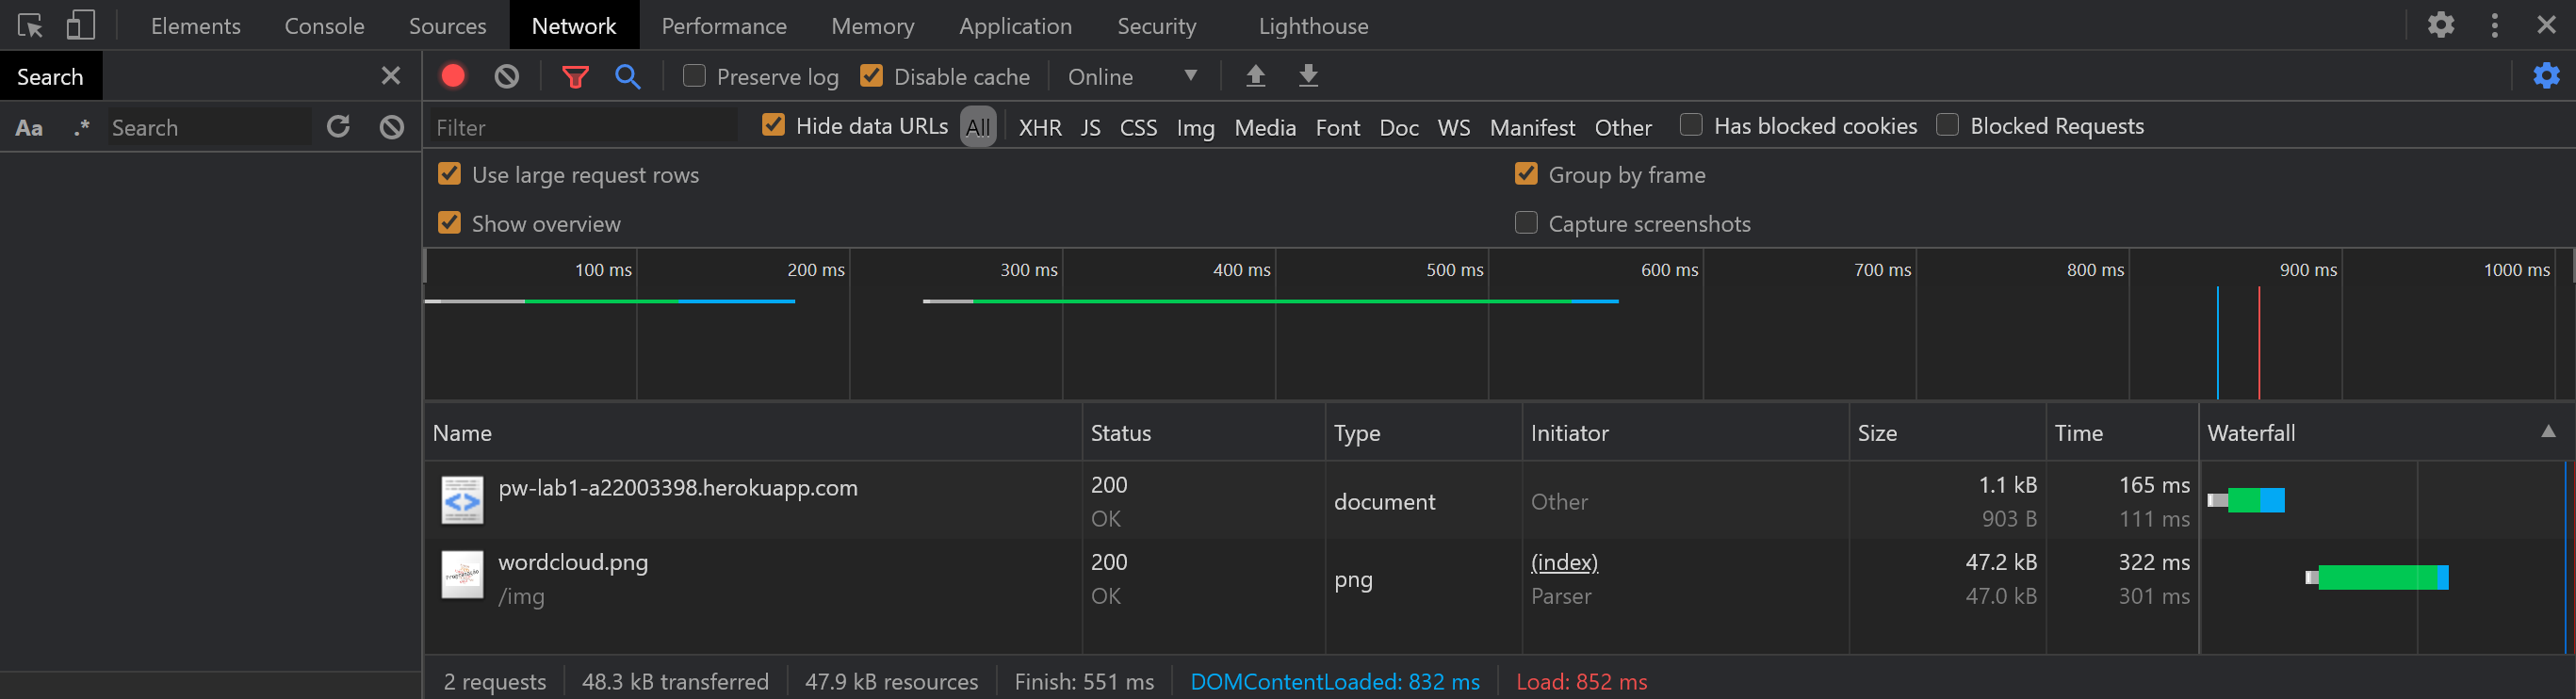 Elements Console Sources Network Performance Memory Application Security Lighthouse
Search
Preserve log Disable cache Online
Aa .* Search
Filter Hide data URLs All XHR JS CSS Img Media Font Doc WS Manifest Other Has blocked cookies Blocked Requests
Use large request rows Group by frame
Show overview Capture screenshots
100 ms 200 ms 300 ms 400 ms 500 ms 600 ms 700 ms 800 ms 900 ms 1000 ms
Name Status Type Initiator Size Time Waterfall
pw-lab1-a22003398.herokuapp.com 200 document Other 1.1 kB 165 ms
OK 903 B 111 ms
wordcloud.png 200 png (index) 47.2 kB 322 ms
/img OK Parser 47.0 kB 301 ms
2 requests 48.3 kB transferred 47.9 kB resources Finish: 551 ms DOMContentLoaded: 832 ms Load: 852 ms